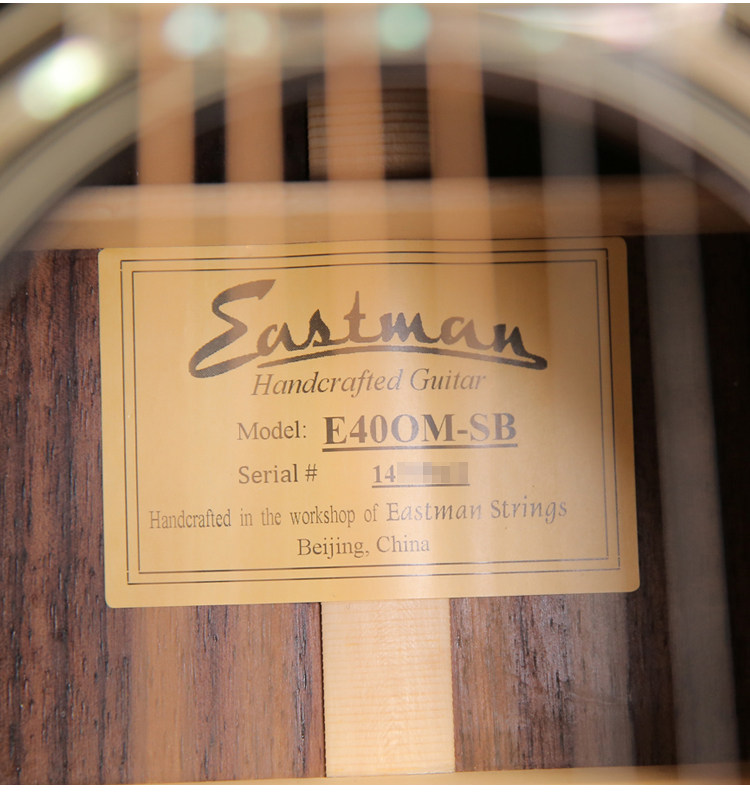 Eastman
Handcrafted Guitar
Model: E40OM-SB
Serial # 14
Handcrafted in the workshop of Eastman Strings
Beijing, China